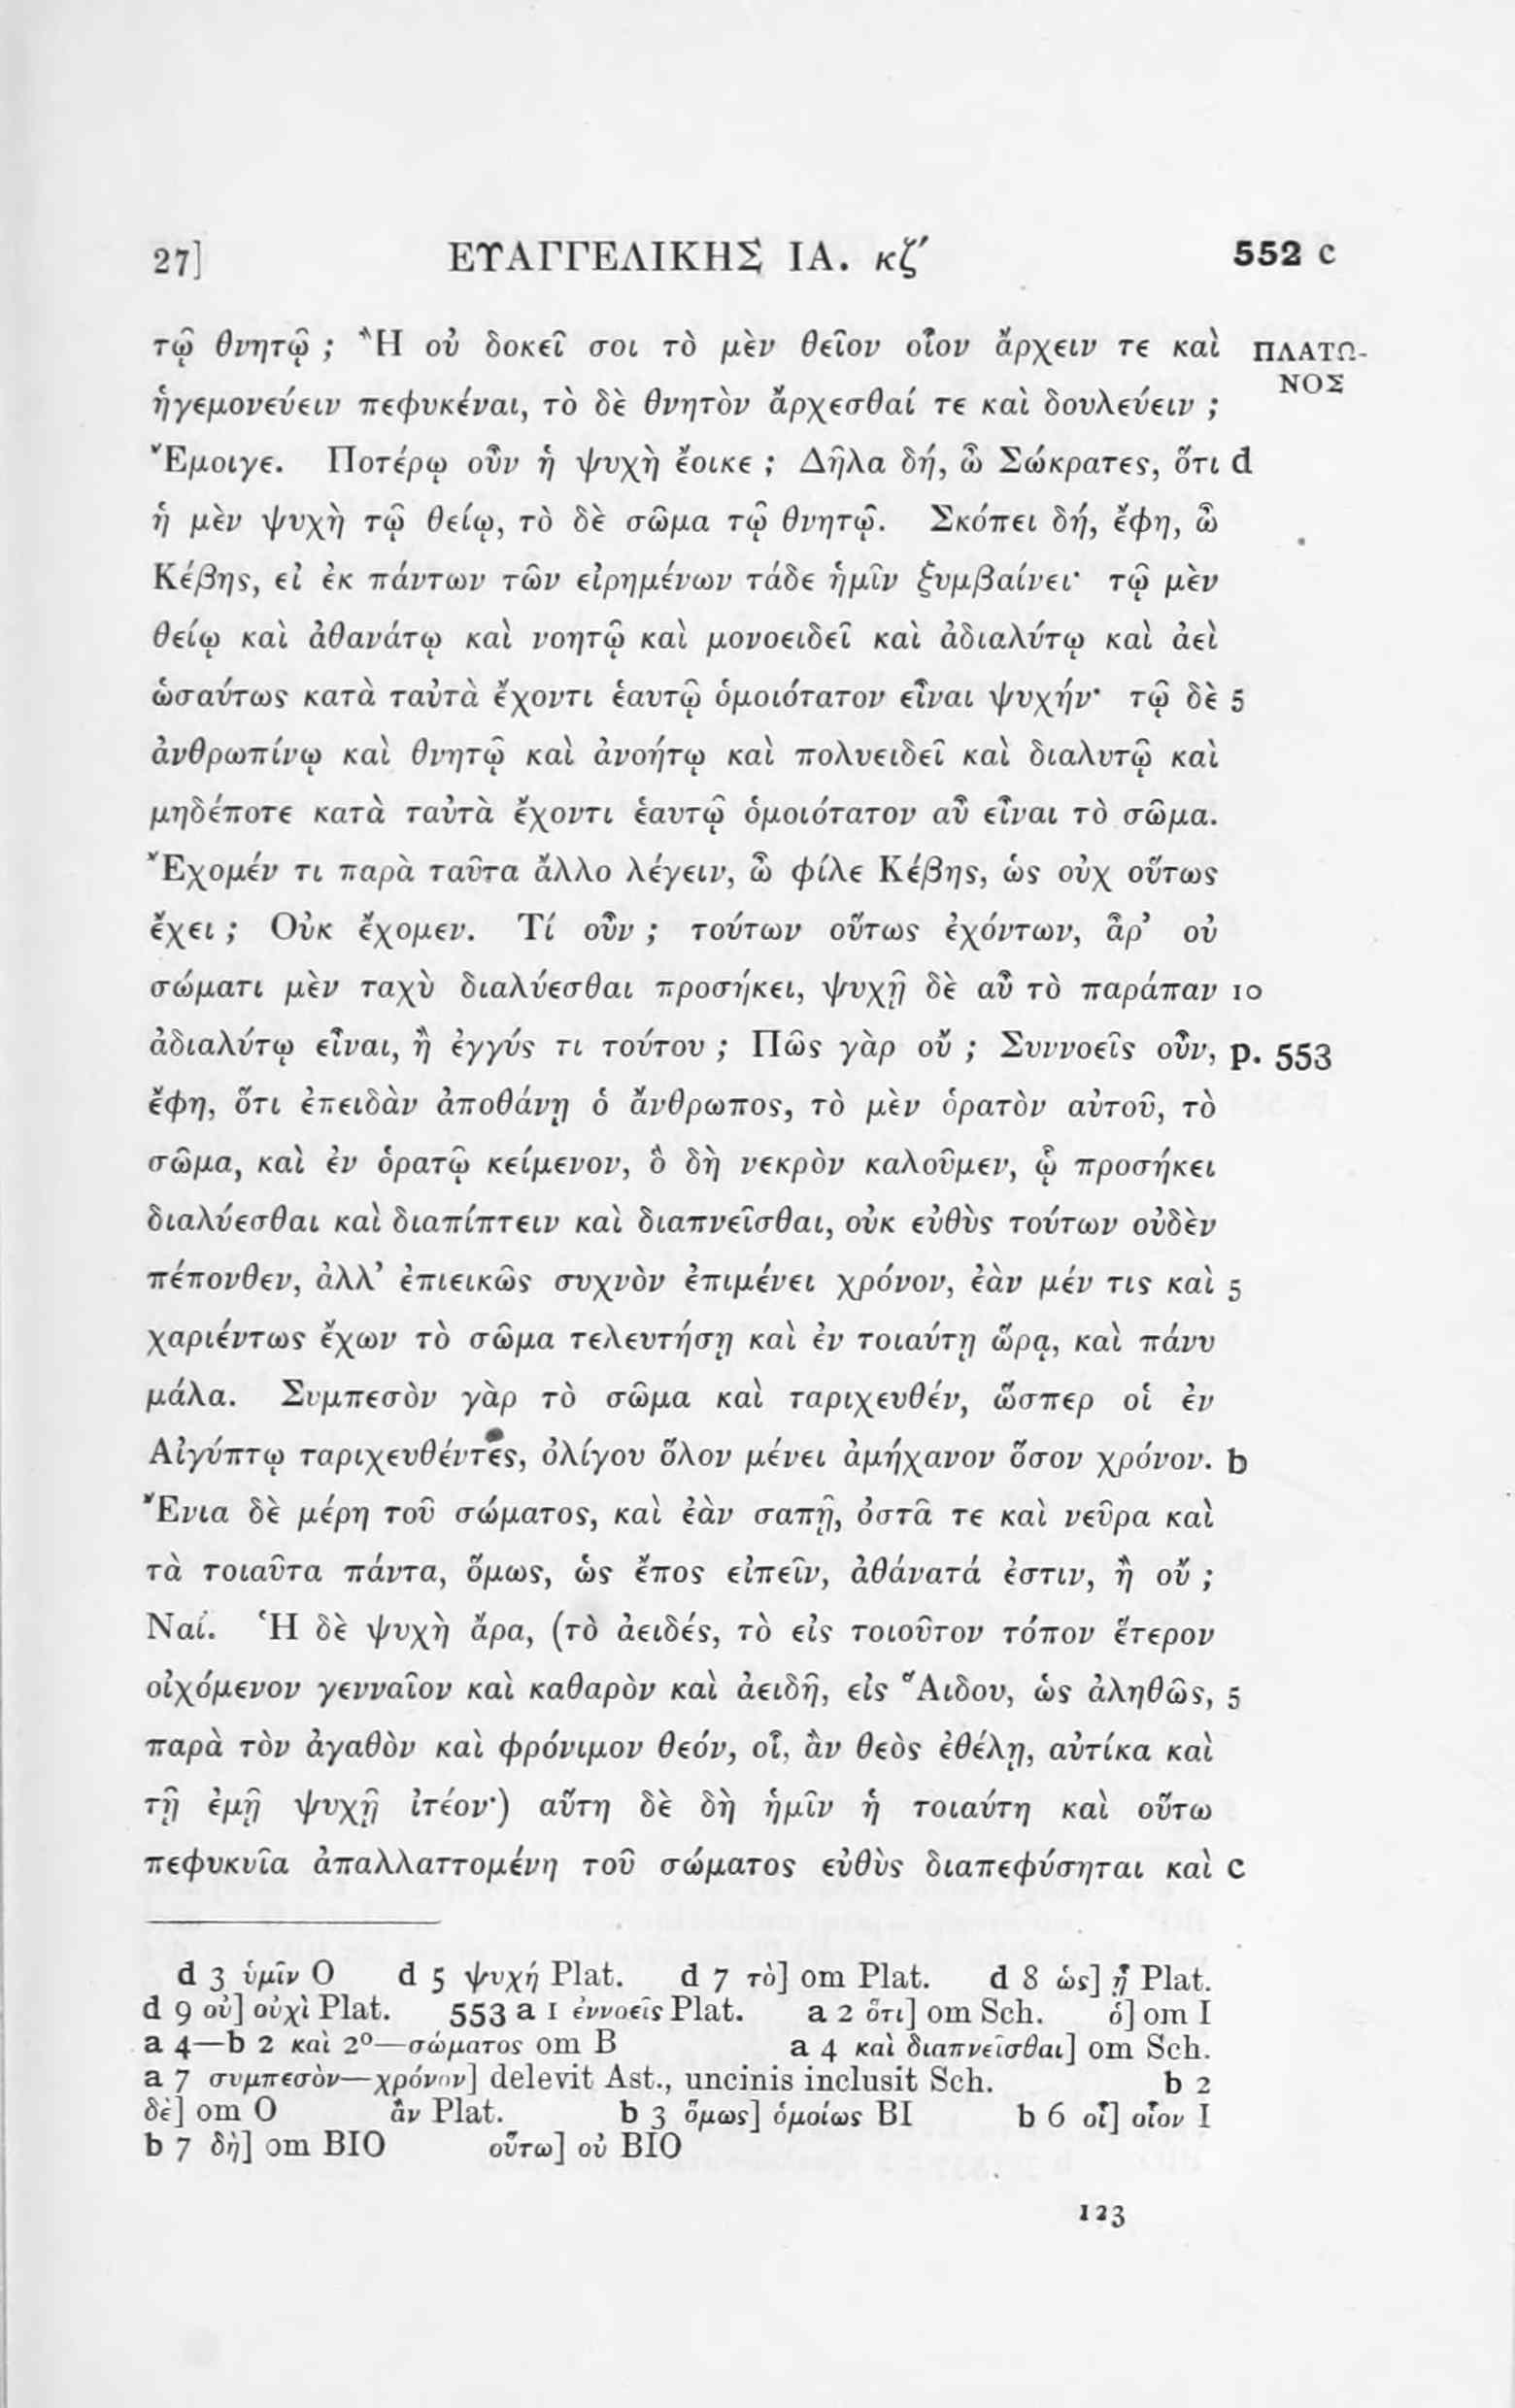 27] ΕΥΑΓΓΕΛΙΚΗΣ ΙΑ. κζ′ 552 c
τῷ θνητῷ ; Ἢ οὐ δοκεῖ σοι τὸ μὲν θεῖον οἷον ἄρχειν τε καὶ ΠΛΑΤΩ-
ἡγεμονεύειν πεφυκέναι, τὸ δὲ θνητὸν ἄρχεσθαί τε καὶ δουλεύειν ; ΝΟΣ
Ἔμοιγε. Ποτέρῳ οὖν ἡ ψυχὴ ἔοικε ; Δῆλα δή, ὦ Σώκρατες, ὅτι d
ἡ μὲν ψυχὴ τῷ θείῳ, τὸ δὲ σῶμα τῷ θνητῷ. Σκόπει δή, ἔφη, ὦ
Κέβης, εἰ ἐκ πάντων τῶν εἰρημένων τάδε ἡμῖν ξυμβαίνει· τῷ μὲν
θείῳ καὶ ἀθανάτῳ καὶ νοητῷ καὶ μονοειδεῖ καὶ ἀδιαλύτῳ καὶ ἀεὶ
ὡσαύτως κατὰ ταὐτὰ ἔχοντι ἑαυτῷ ὁμοιότατον εἶναι ψυχήν· τῷ δὲ 5
ἀνθρωπίνῳ καὶ θνητῷ καὶ ἀνοήτῳ καὶ πολυειδεῖ καὶ διαλυτῷ καὶ
μηδέποτε κατὰ ταὐτὰ ἔχοντι ἑαυτῷ ὁμοιότατον αὖ εἶναι τὸ σῶμα.
Ἔχομέν τι παρὰ ταῦτα ἄλλο λέγειν, ὦ φίλε Κέβης, ὡς οὐχ οὕτως
ἔχει ; Οὐκ ἔχομεν. Τί οὖν ; τούτων οὕτως ἐχόντων, ἆρ’ οὐ
σώματι μὲν ταχὺ διαλύεσθαι προσήκει, ψυχῇ δὲ αὖ τὸ παράπαν 10
ἀδιαλύτῳ εἶναι, ἢ ἐγγύς τι τούτου ; Πῶς γὰρ οὔ ; Συννοεῖς οὖν, p. 553
ἔφη, ὅτι ἐπειδὰν ἀποθάνῃ ὁ ἄνθρωπος, τὸ μὲν ὁρατὸν αὐτοῦ, τὸ
σῶμα, καὶ ἐν ὁρατῷ κείμενον, ὃ δὴ νεκρὸν καλοῦμεν, ᾧ προσήκει
διαλύεσθαι καὶ διαπίπτειν καὶ διαπνεῖσθαι, οὐκ εὐθὺς τούτων οὐδὲν
πέπονθεν, ἀλλ’ ἐπιεικῶς συχνὸν ἐπιμένει χρόνον, ἐὰν μέν τις καὶ 5
χαριέντως ἔχων τὸ σῶμα τελευτήσῃ καὶ ἐν τοιαύτῃ ὥρᾳ, καὶ πάνυ
μάλα. Συμπεσὸν γὰρ τὸ σῶμα καὶ ταριχευθέν, ὥσπερ οἱ ἐν
Αἰγύπτῳ ταριχευθέντες, ὀλίγου ὅλον μένει ἀμήχανον ὅσον χρόνον. b
Ἔνια δὲ μέρη τοῦ σώματος, καὶ ἐὰν σαπῇ, ὀστᾶ τε καὶ νεῦρα καὶ
τὰ τοιαῦτα πάντα, ὅμως, ὡς ἔπος εἰπεῖν, ἀθάνατά ἐστιν, ἢ οὔ ;
Ναί. Ἡ δὲ ψυχὴ ἄρα, (τὸ ἀειδές, τὸ εἰς τοιοῦτον τόπον ἕτερον
οἰχόμενον γενναῖον καὶ καθαρὸν καὶ ἀειδῆ, εἰς Ἅιδου, ὡς ἀληθῶς, 5
παρὰ τὸν ἀγαθὸν καὶ φρόνιμον θεόν, οἷ, ἂν θεὸς ἐθέλῃ, αὐτίκα καὶ
τῇ ἐμῇ ψυχῇ ἰτέον·) αὕτη δὲ δὴ ἡμῖν ἡ τοιαύτη καὶ οὕτω
πεφυκυῖα ἀπαλλαττομένη τοῦ σώματος εὐθὺς διαπεφύσηται καὶ c
d 3 ὑμῖν O d 5 ψυχή Plat. d 7 τὸ] om Plat. d 8 ὡς] ᾗ Plat.
d 9 οὐ] οὐχὶ Plat. 553 a 1 ἐννοεῖς Plat. a 2 ὅτι] om Sch. ὁ] om I
a 4—b 2 καὶ 2º—σώματος om B a 4 καὶ διαπνεῖσθαι] om Sch.
a 7 συμπεσὸν—χρόνον] delevit Ast., uncinis inclusit Sch. b 2
δὲ] om O ἂν Plat. b 3 ὅμως] ὁμοίως BI b 6 οἷ] οἷον I
b 7 δὴ] om BIO οὕτω] οὐ BIO
123